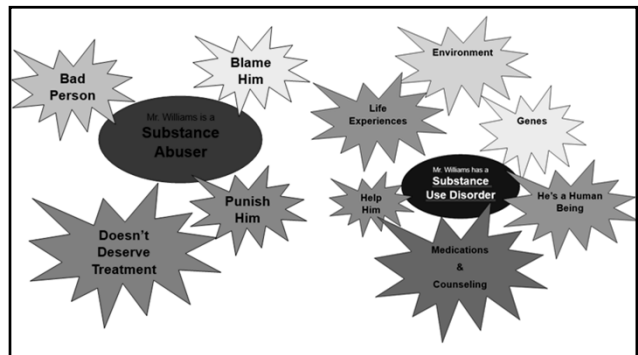 Bad
Person
Blame
Him
Mr. Williams is a
Substance
Abuser
Punish
Him
Doesn't
Deserve
Treatment
Environment
Life
Experiences
Genes
Mr. Williams has a
Substance
Use Disorder
Help
Him
He's a Human
Being
Medications
&
Counseling